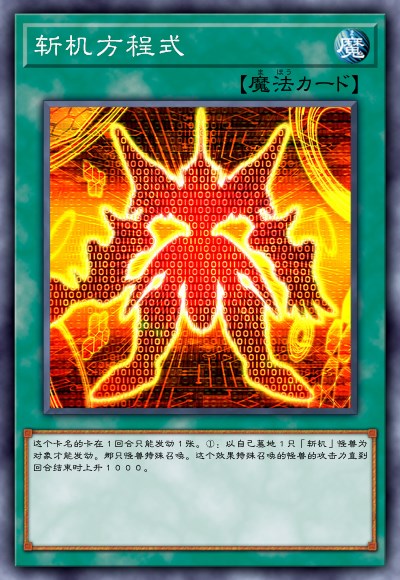 斩机方程式
魔
【魔法カード】
ま ほう
这个卡名的卡在1回合只能发动1张。①：以自己墓地1只「斩机」怪兽为
对象才能发动。那只怪兽特殊召唤。这个效果特殊召唤的怪兽的攻击力直到
回合结束时上升1000。